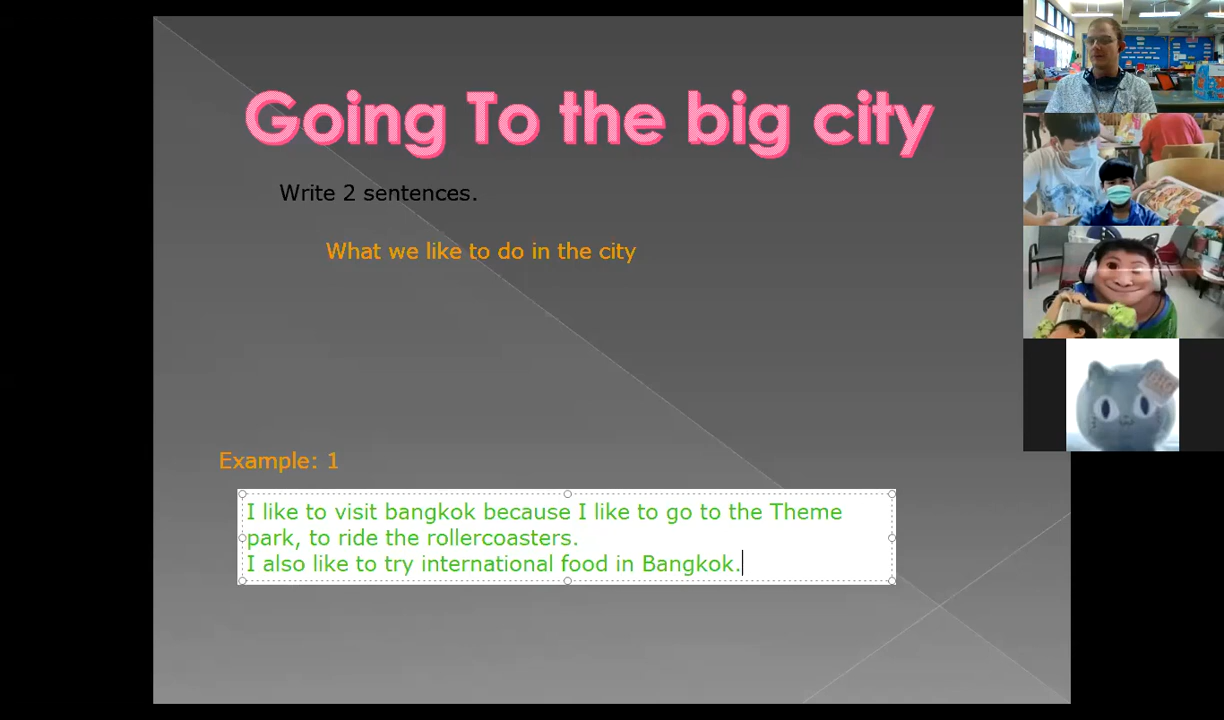 Going To the big city
Write 2 sentences.
What we like to do in the city
Example: 1
I like to visit bangkok because I like to go to the Theme
park, to ride the rollercoasters.
I also like to try international food in Bangkok.